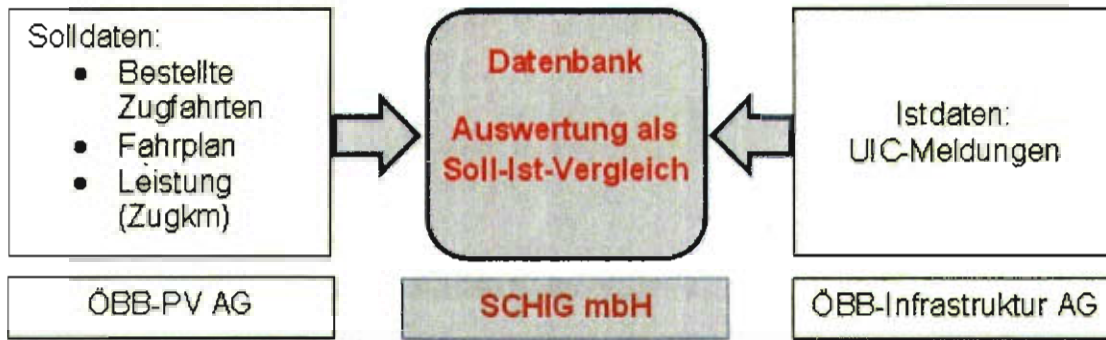 Solldaten:
• Bestellte
Zugfahrten
• Fahrplan
• Leistung
(Zugkm)
Datenbank
Auswertung als
Soll-Ist-Vergleich
Istdaten:
UIC-Meldungen
ÖBB-PV AG
SCHIG mbH
ÖBB-Infrastruktur AG